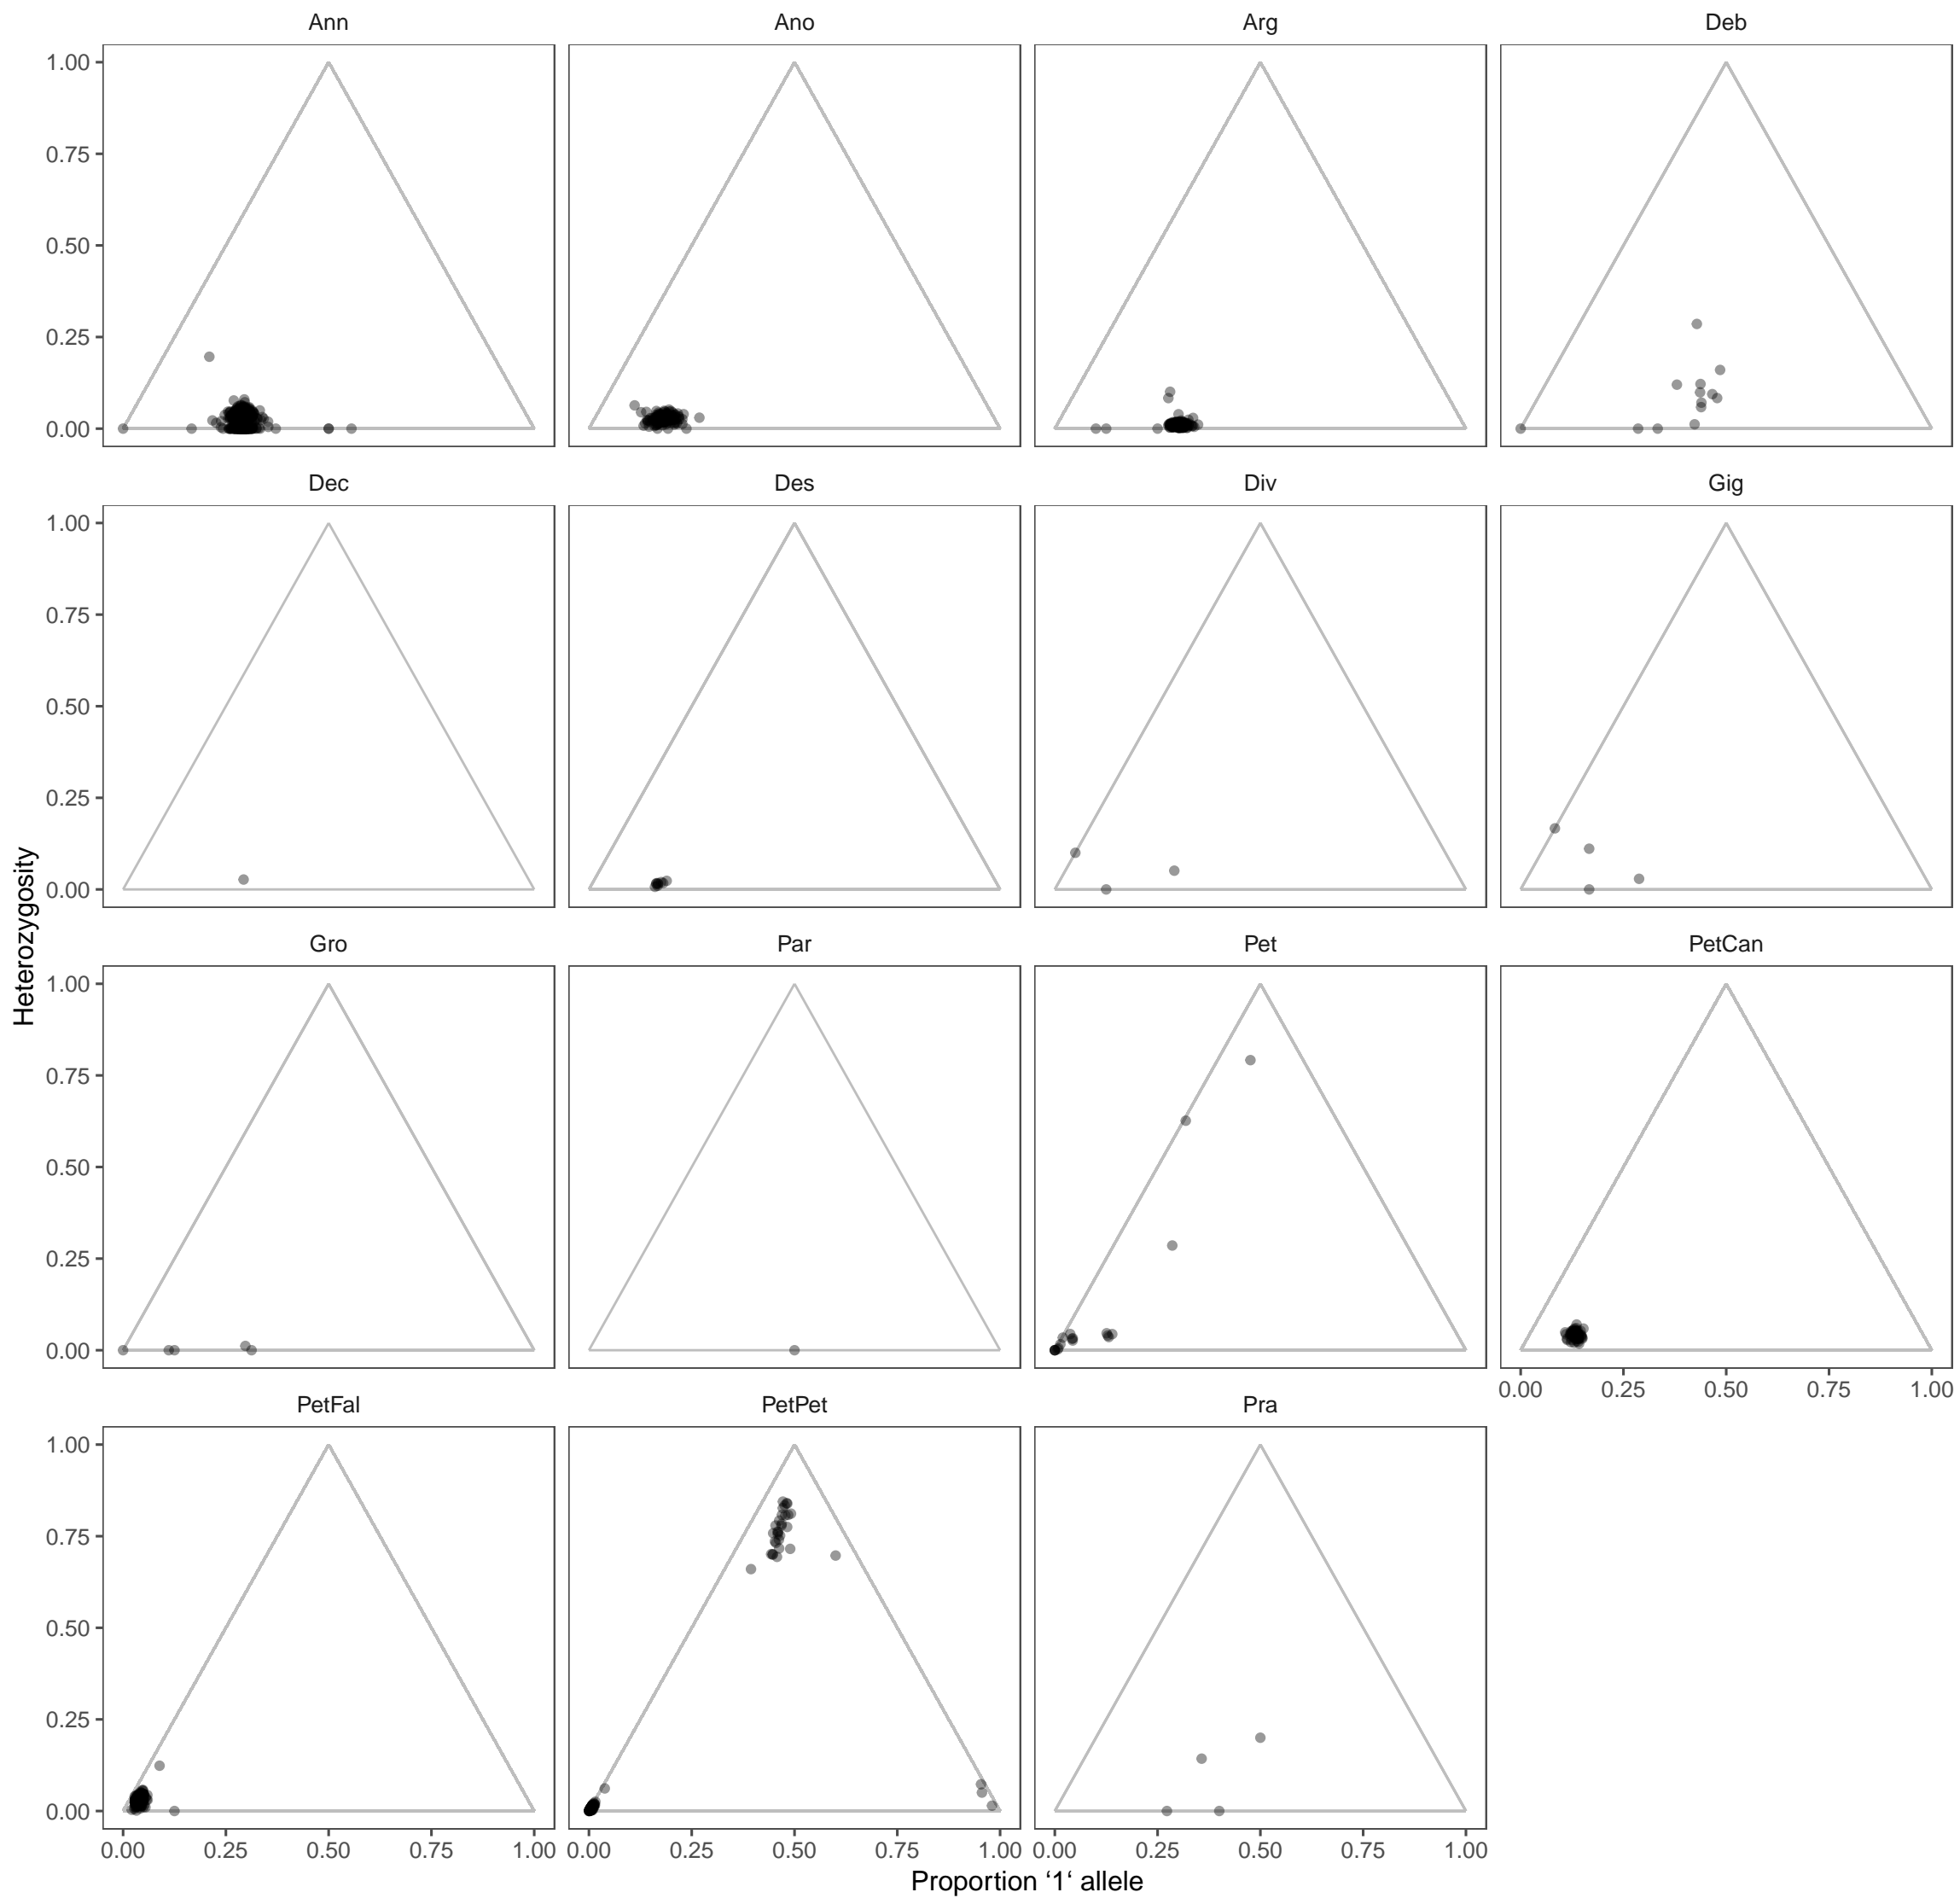 Ann Ano Arg Deb
1.00
0.75
0.50
0.25
0.00
Dec Des Div Gig
1.00
0.75
0.50
0.25
0.00
Gro Par Pet PetCan
1.00
0.75
0.50
0.25
0.00
0.00 0.25 0.50 0.75 1.00
PetFal PetPet Pra
1.00
0.75
0.50
0.25
0.00
0.00 0.25 0.50 0.75 1.00 0.00 0.25 0.50 0.75 1.00 0.00 0.25 0.50 0.75 1.00
Proportion ‘1‘ allele
Heterozygosity